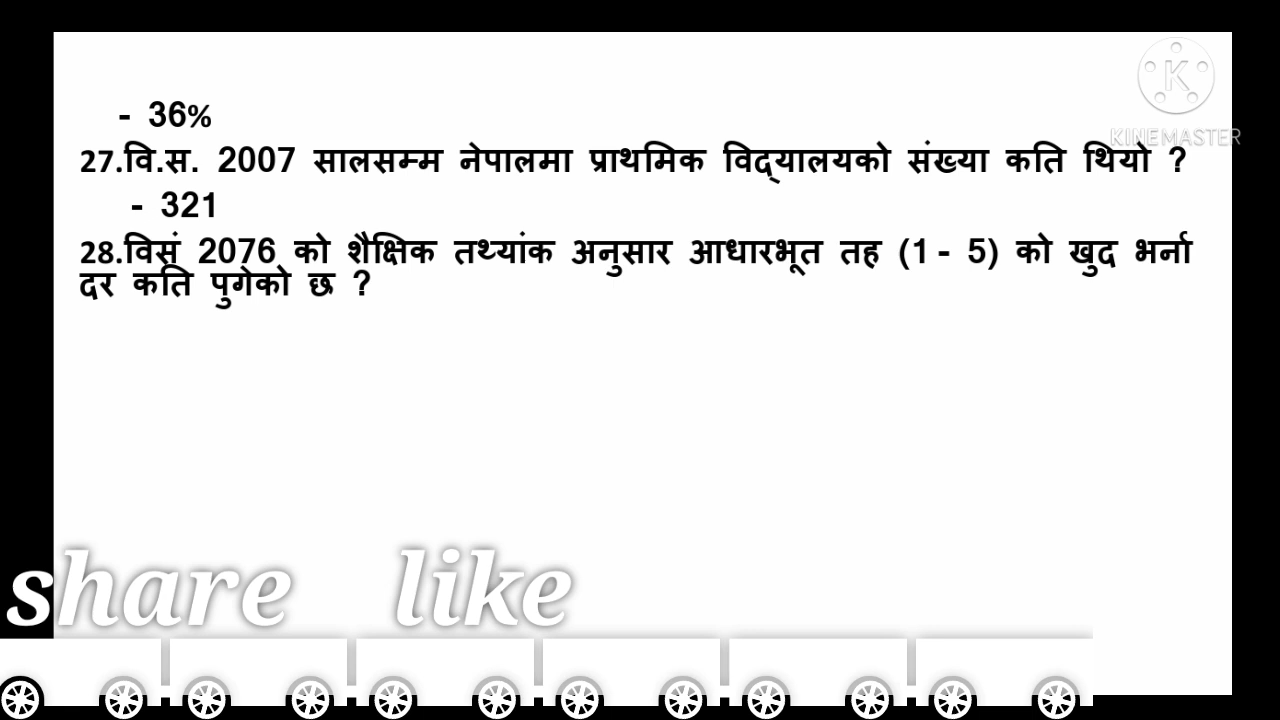 - 36%
27.वि.स. 2007 सालसम्म नेपालमा प्राथमिक विद्यालयको संख्या कति थियो ?
- 321
28.विसं 2076 को शैक्षिक तथ्यांक अनुसार आधारभूत तह (1 - 5) को खुद भर्ना
दर कति पुगेको छ ?
share like
K
KINEMASTER